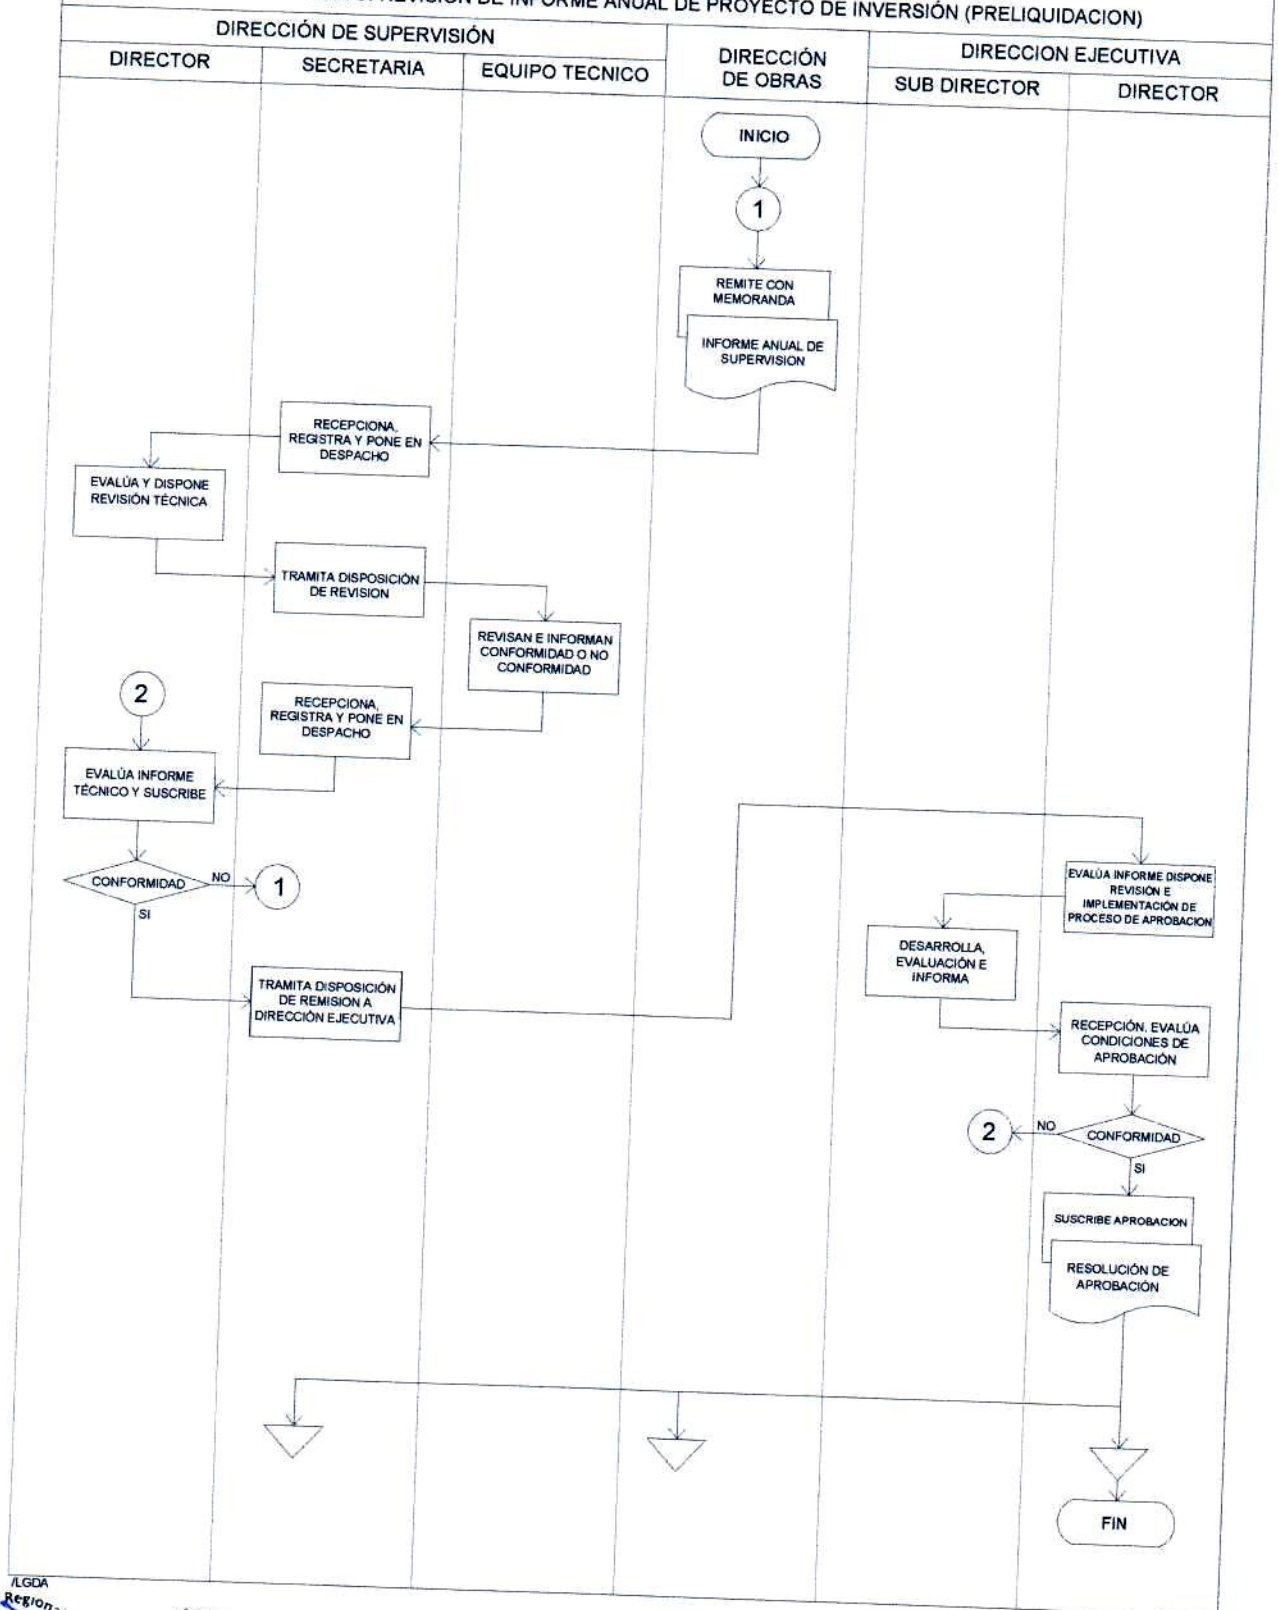 REVISIÓN DE INFORME ANUAL DE PROYECTO DE INVERSIÓN (PRELIQUIDACION)
DIRECCIÓN DE SUPERVISIÓN
DIRECCIÓN
DE OBRAS
DIRECCION EJECUTIVA
DIRECTOR
SECRETARIA
EQUIPO TECNICO
SUB DIRECTOR
DIRECTOR
INICIO
1
REMITE CON
MEMORANDA
INFORME ANUAL DE
SUPERVISION
RECEPCIONA,
REGISTRA Y PONE EN
DESPACHO
EVALÚA Y DISPONE
REVISIÓN TÉCNICA
TRAMITA DISPOSICIÓN
DE REVISION
REVISAN E INFORMAN
CONFORMIDAD O NO
CONFORMIDAD
2
RECEPCIONA,
REGISTRA Y PONE EN
DESPACHO
EVALÚA INFORME
TÉCNICO Y SUSCRIBE
CONFORMIDAD
NO
1
SI
EVALÚA INFORME DISPONE
REVISIÓN E
IMPLEMENTACIÓN DE
PROCESO DE APROBACION
DESARROLLA,
EVALUACIÓN E
INFORMA
TRAMITA DISPOSICIÓN
DE REMISION A
DIRECCIÓN EJECUTIVA
RECEPCIÓN, EVALÚA
CONDICIONES DE
APROBACIÓN
2
NO
CONFORMIDAD
SI
SUSCRIBE APROBACION
RESOLUCIÓN DE
APROBACIÓN
FIN
/LGDA